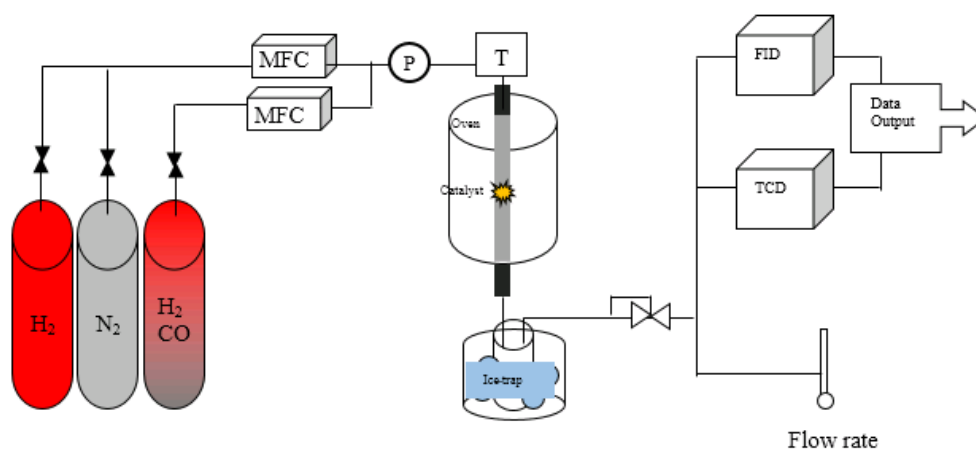 MFC
P
T
MFC
Oven
Catalyst
H₂
N₂
H₂
CO
Ice-trap
FID
TCD
Data
Output
Flow rate